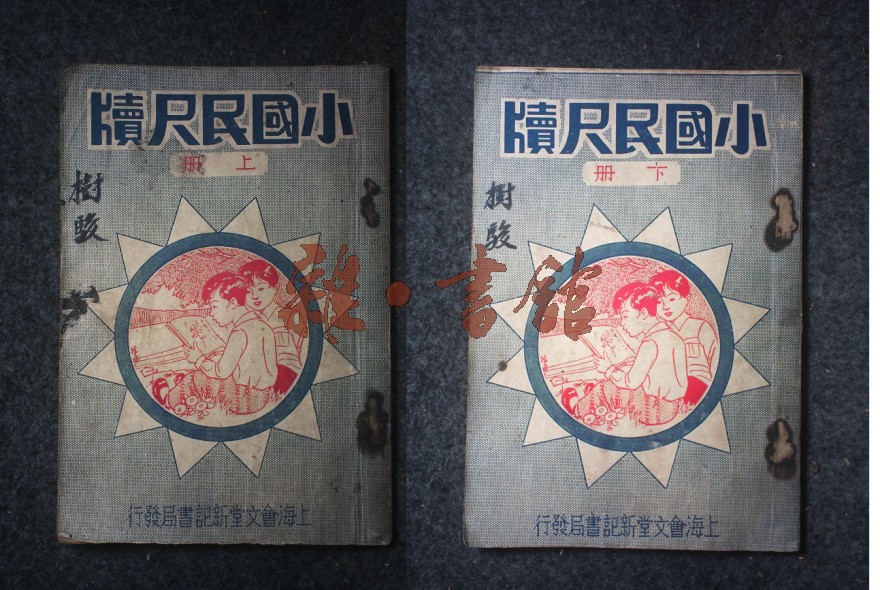 小國民尺牘
上冊
樹駿
上海會文堂新記書局發行
小國民尺牘
下冊
樹駿
上海會文堂新記書局發行
雜·書館